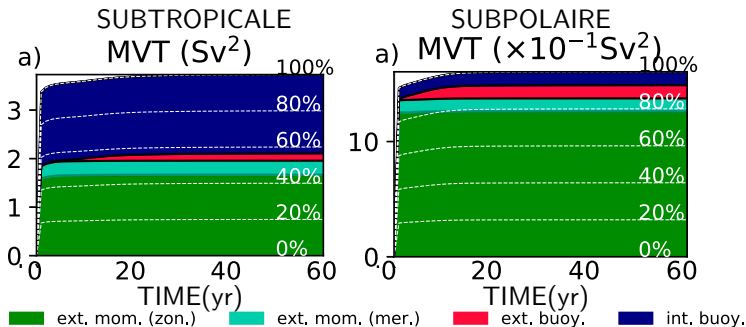 SUBTROPICALE
MVT (Sv²)
a)
100%
80%
60%
40%
20%
0%
3
2
1
0
0 20 40 60
TIME(yr)
SUBPOLAIRE
MVT (×10⁻¹Sv²)
a)
100%
80%
60%
40%
20%
0%
10
0
0 20 40 60
TIME(yr)
ext. mom. (zon.) ext. mom. (mer.) ext. buoy. int. buoy.